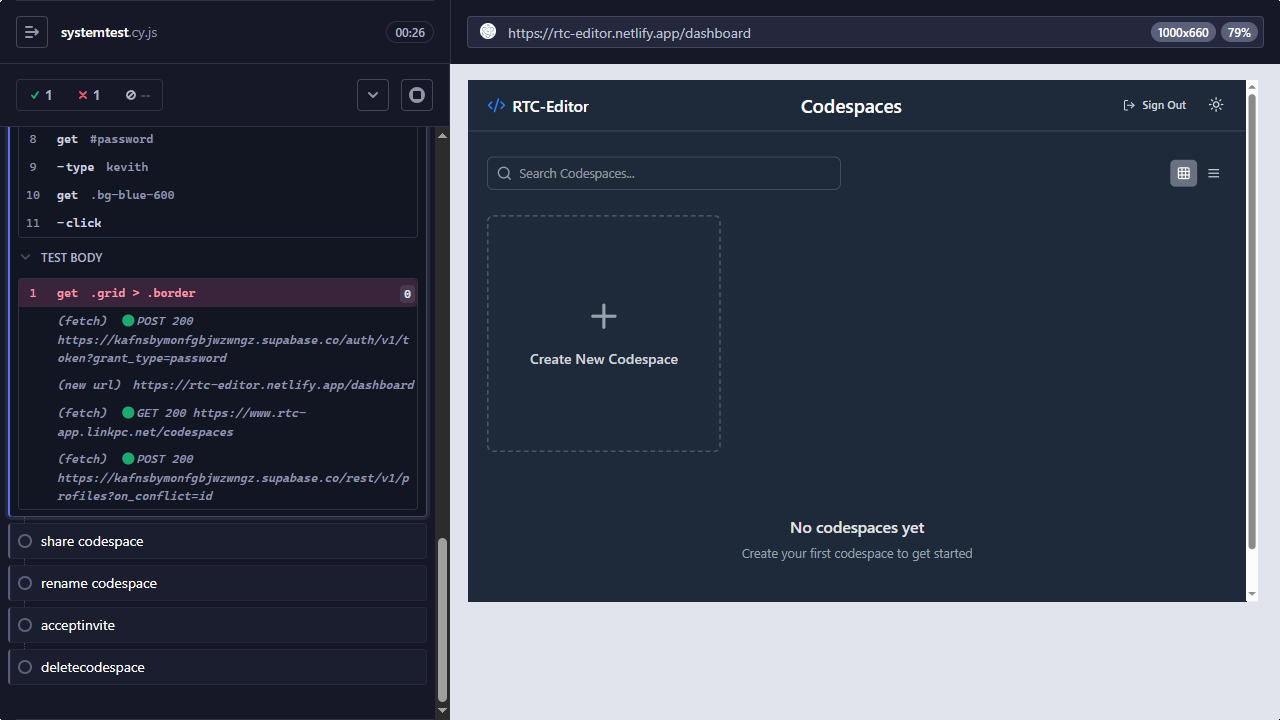 systemtest.cy.js
00:26
1
1
--
8 get #password
9 -type kevith
10 get .bg-blue-600
11 -click
TEST BODY
1 get .grid > .border 0
(fetch) POST 200
https://kafnsbymonfgbjwzwngz.supabase.co/auth/v1/t
oken?grant_type=password
(new url) https://rtc-editor.netlify.app/dashboard
(fetch) GET 200 https://www.rtc-
app.linkpc.net/codespaces
(fetch) POST 200
https://kafnsbymonfgbjwzwngz.supabase.co/rest/v1/p
rofiles?on_conflict=id
share codespace
rename codespace
acceptinvite
deletecodespace
https://rtc-editor.netlify.app/dashboard
1000x660 79%
</> RTC-Editor
Codespaces
Sign Out
Search Codespaces...
Create New Codespace
No codespaces yet
Create your first codespace to get started